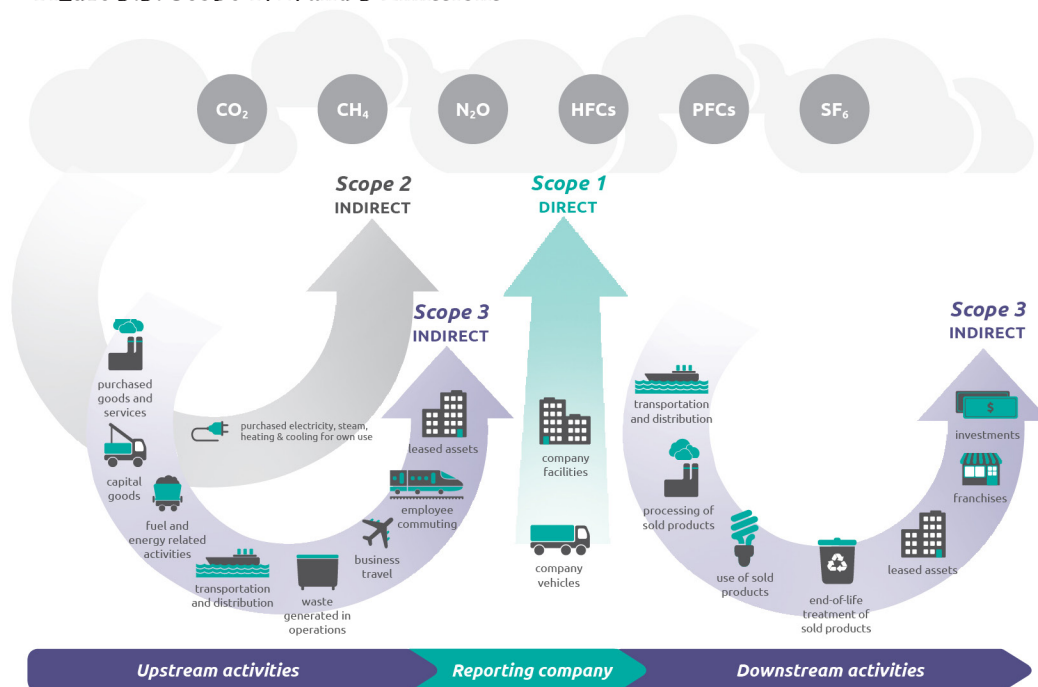 CO₂
CH₄
N₂O
HFCs
PFCs
SF₆
Scope 2
INDIRECT
Scope 1
DIRECT
Scope 3
INDIRECT
Scope 3
INDIRECT
purchased
goods and
services
capital
goods
fuel and
energy related
activities
purchased electricity, steam,
heating & cooling for own use
transportation
and distribution
waste
generated in
operations
business
travel
employee
commuting
leased assets
company
facilities
company
vehicles
transportation
and distribution
processing of
sold products
use of sold
products
end-of-life
treatment of
sold products
leased assets
franchises
$
investments
Upstream activities
Reporting company
Downstream activities